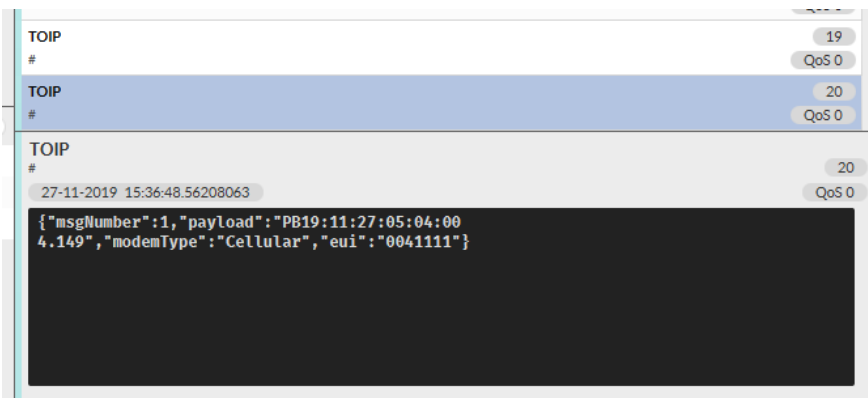 QoS 0
TOIP 19
# QoS 0
TOIP 20
# QoS 0
TOIP
# 20
27-11-2019 15:36:48.56208063 QoS 0
{"msgNumber":1,"payload":"PB19:11:27:05:04:00
4.149","modemType":"Cellular","eui":"0041111"}